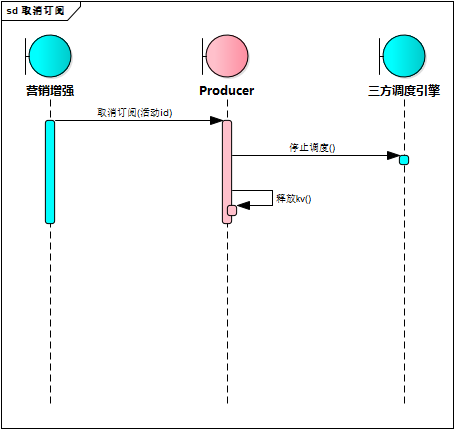 sd 取消订阅
营销增强
Producer
三方调度引擎
取消订阅(活动id)
停止调度()
释放kv()